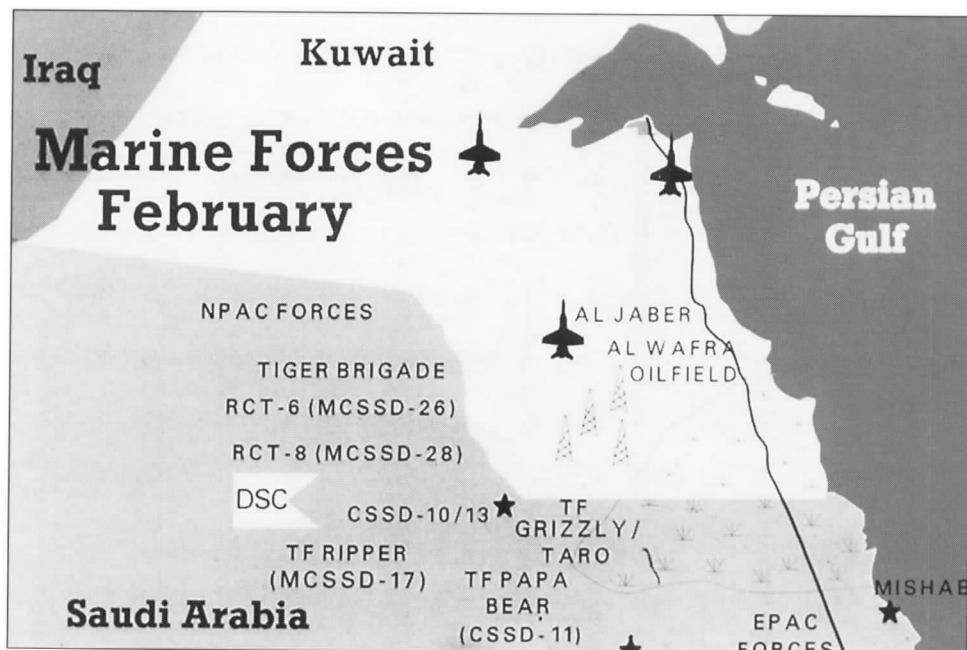 Kuwait
Iraq
Marine Forces
February
Persian
Gulf
NPAC FORCES
AL JABER
AL WAFRA
OILFIELD
TIGER BRIGADE
RCT-6 (MCSSD-26)
RCT-8 (MCSSD-28)
DSC
CSSD-10/13
TF
GRIZZLY/
TARO
TF RIPPER
(MCSSD-17)
TF PAPA
BEAR
(CSSD-11)
MISHAB
Saudi Arabia
EPAC
FORCES